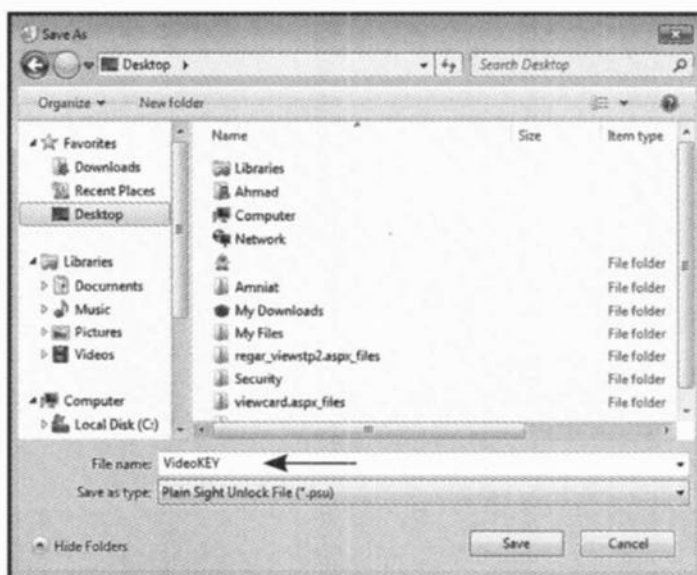 Save As
Desktop
Search Desktop
Organize
New folder
Favorites
Downloads
Recent Places
Desktop
Libraries
Documents
Music
Pictures
Videos
Computer
Local Disk (C:)
Name Size Item type
Libraries
Ahmad
Computer
Network
File folder
Amniat File folder
My Downloads File folder
My Files File folder
regar_viewstp2.aspx_files File folder
Security File folder
viewcard.aspx_files File folder
File name: VideoKEY
Save as type: Plain Sight Unlock File (*.psu)
Hide Folders
Save
Cancel